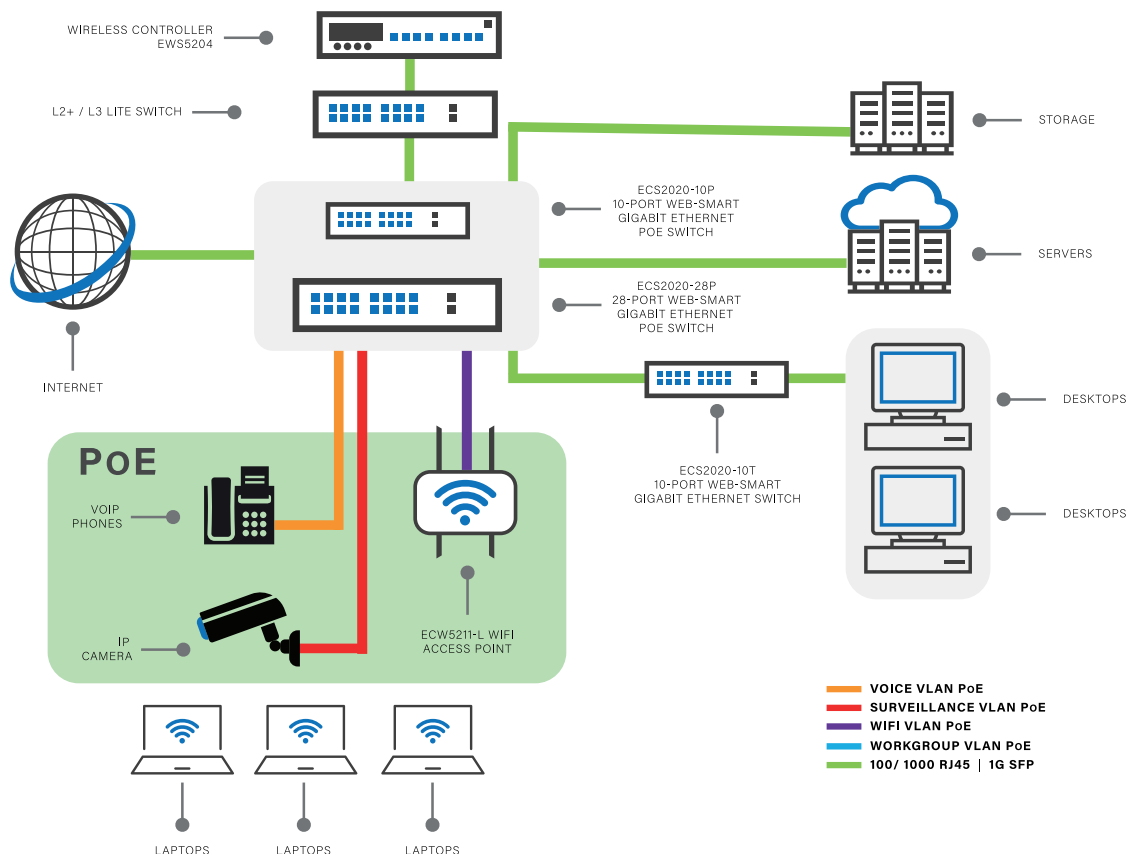 WIRELESS CONTROLLER
EWS5204
L2+ / L3 LITE SWITCH
STORAGE
ECS2020-10P
10-PORT WEB-SMART
GIGABIT ETHERNET
POE SWITCH
SERVERS
ECS2020-28P
28-PORT WEB-SMART
GIGABIT ETHERNET
POE SWITCH
INTERNET
DESKTOPS
PoE
ECS2020-10T
10-PORT WEB-SMART
GIGABIT ETHERNET SWITCH
VOIP
PHONES
DESKTOPS
IP
CAMERA
ECW5211-L WIFI
ACCESS POINT
VOICE VLAN PoE
SURVEILLANCE VLAN PoE
WIFI VLAN PoE
WORKGROUP VLAN PoE
100/ 1000 RJ45 | 1G SFP
LAPTOPS
LAPTOPS
LAPTOPS